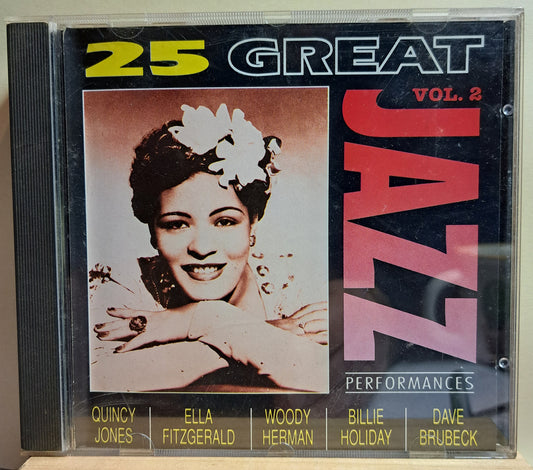 25 GREAT
VOL. 2
JAZZ
PERFORMANCES
QUINCY JONES
ELLA FITZGERALD
WOODY HERMAN
BILLIE HOLIDAY
DAVE BRUBECK